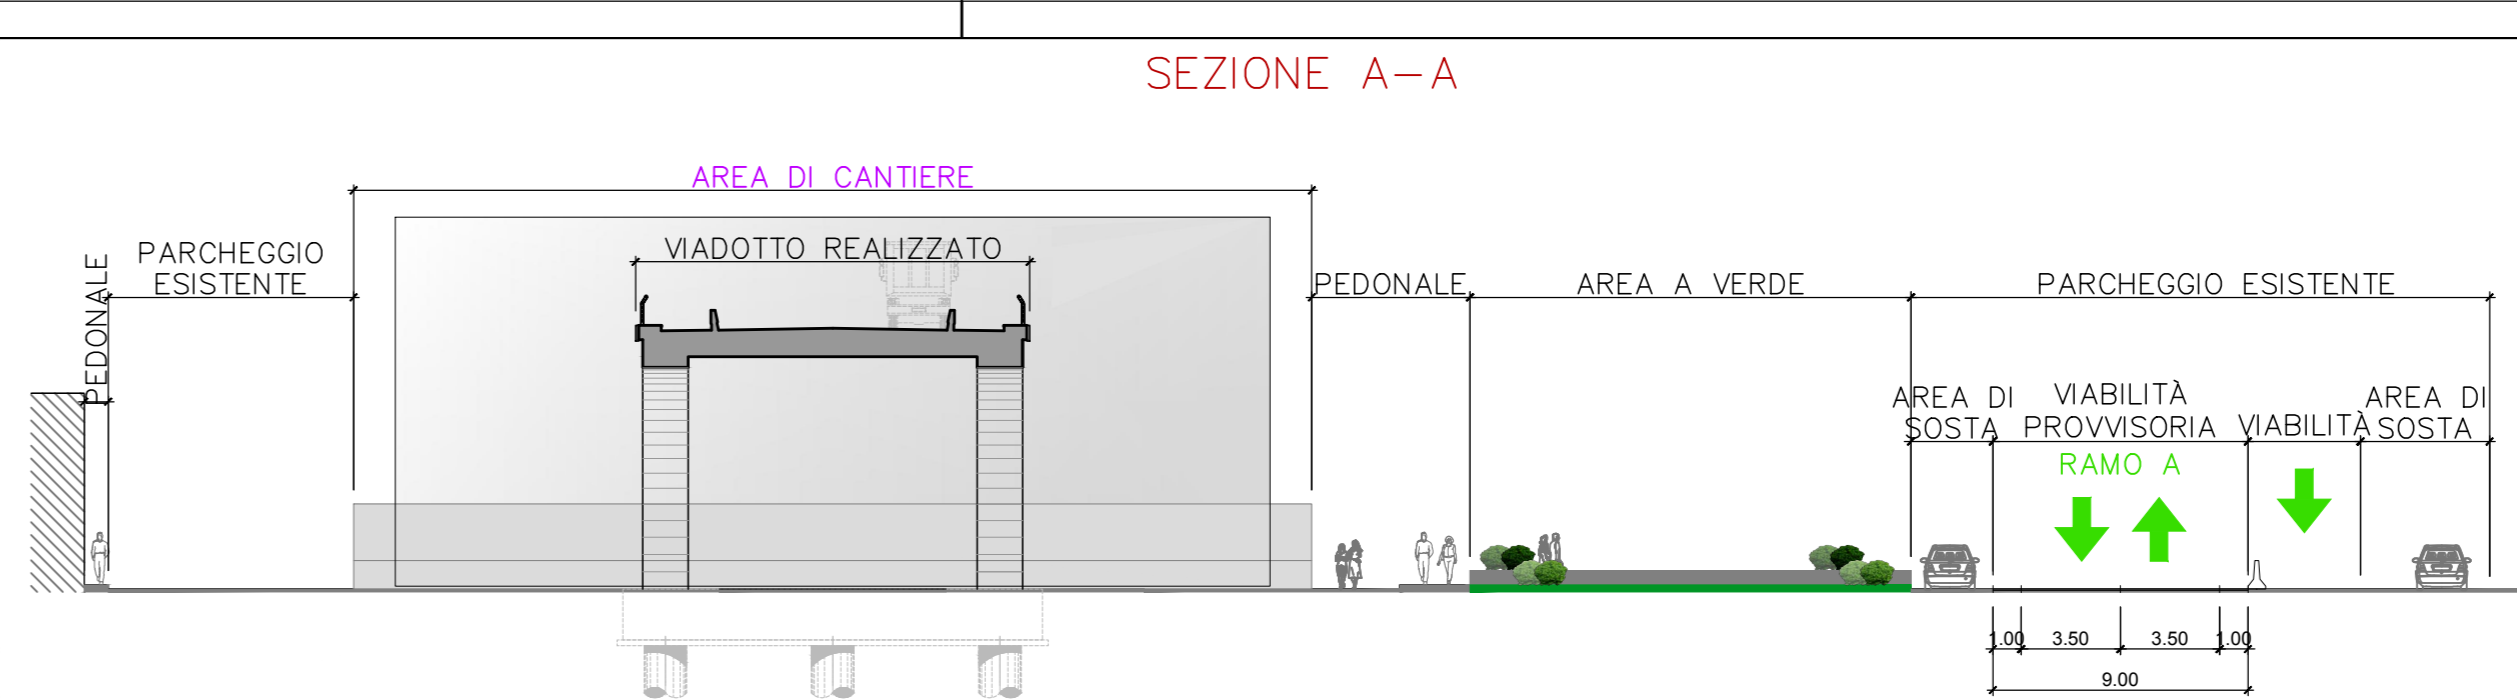 SEZIONE A-A
AREA DI CANTIERE
VIADOTTO REALIZZATO
PEDONALE
PARCHEGGIO
ESISTENTE
PEDONALE
AREA A VERDE
PARCHEGGIO ESISTENTE
AREA DI
SOSTA
VIABILITÀ
PROVVISORIA
VIABILITÀ
AREA DI
SOSTA
RAMO A
1.00
3.50
3.50
1.00
9.00